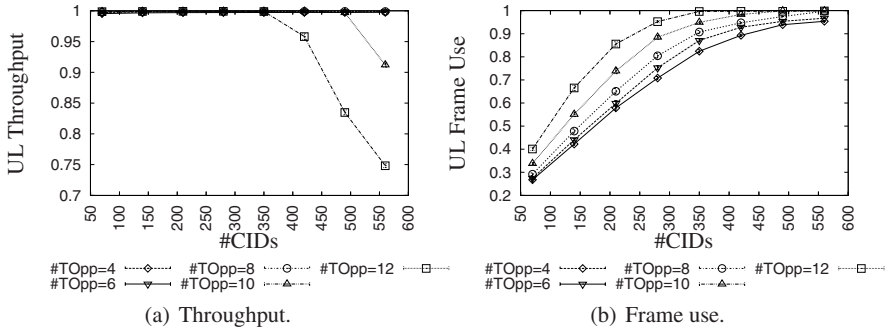 1
0.95
0.9
0.85
0.8
0.75
0.7
UL Throughput
50
100
150
200
250
300
350
400
450
500
550
600
#CIDs
#TOpp=4
#TOpp=8
#TOpp=12
#TOpp=6
#TOpp=10
(a) Throughput.
1
0.9
0.8
0.7
0.6
0.5
0.4
0.3
0.2
UL Frame Use
50
100
150
200
250
300
350
400
450
500
550
600
#CIDs
#TOpp=4
#TOpp=8
#TOpp=12
#TOpp=6
#TOpp=10
(b) Frame use.